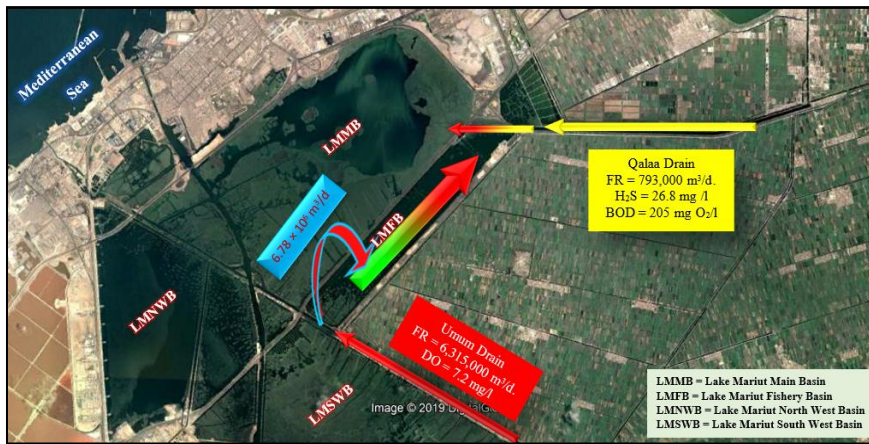 Mediterranean
Sea
LMMB
Qalaa Drain
FR = 793,000 m³/d.
H₂S = 26.8 mg /l
BOD = 205 mg O₂/l
6.78 × 10⁶ m³/d
LMFB
LMNWB
Umum Drain
FR = 6,315,000 m³/d.
DO = 7.2 mg/l
LMSWB
Image © 2019 DigitalGlo
LMMB = Lake Mariut Main Basin
LMFB = Lake Mariut Fishery Basin
LMNWB = Lake Mariut North West Basin
LMSWB = Lake Mariut South West Basin